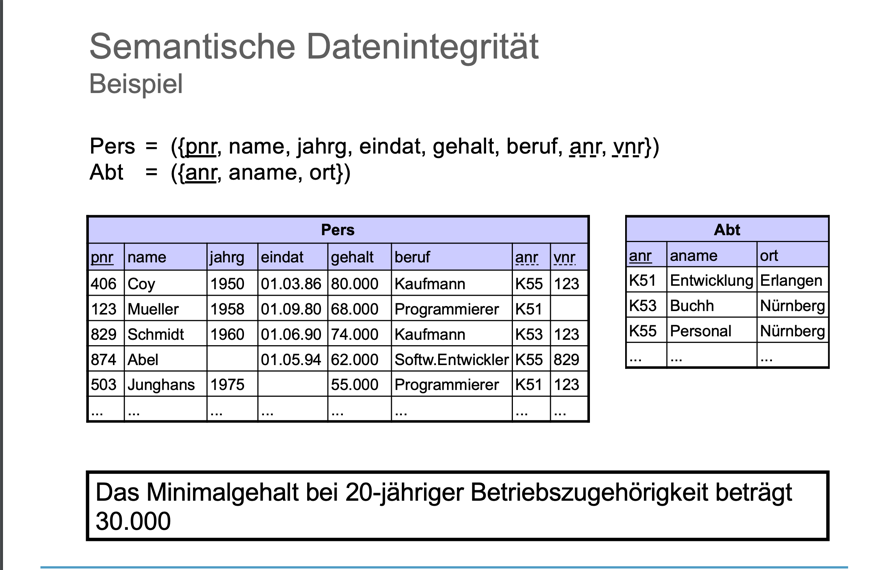 Semantische Datenintegrität
Beispiel
Pers = ({pnr, name, jahrg, eindat, gehalt, beruf, anr, vnr})
Abt = ({anr, aname, ort})
Pers
pnr name jahrg eindat gehalt beruf anr vnr
406 Coy 1950 01.03.86 80.000 Kaufmann K55 123
123 Mueller 1958 01.09.80 68.000 Programmierer K51
829 Schmidt 1960 01.06.90 74.000 Kaufmann K53 123
874 Abel 01.05.94 62.000 Softw.Entwickler K55 829
503 Junghans 1975 55.000 Programmierer K51 123
... ... ... ... ... ... ... ...
Abt
anr aname ort
K51 Entwicklung Erlangen
K53 Buchh Nürnberg
K55 Personal Nürnberg
... ... ...
Das Minimalgehalt bei 20-jähriger Betriebszugehörigkeit beträgt
30.000